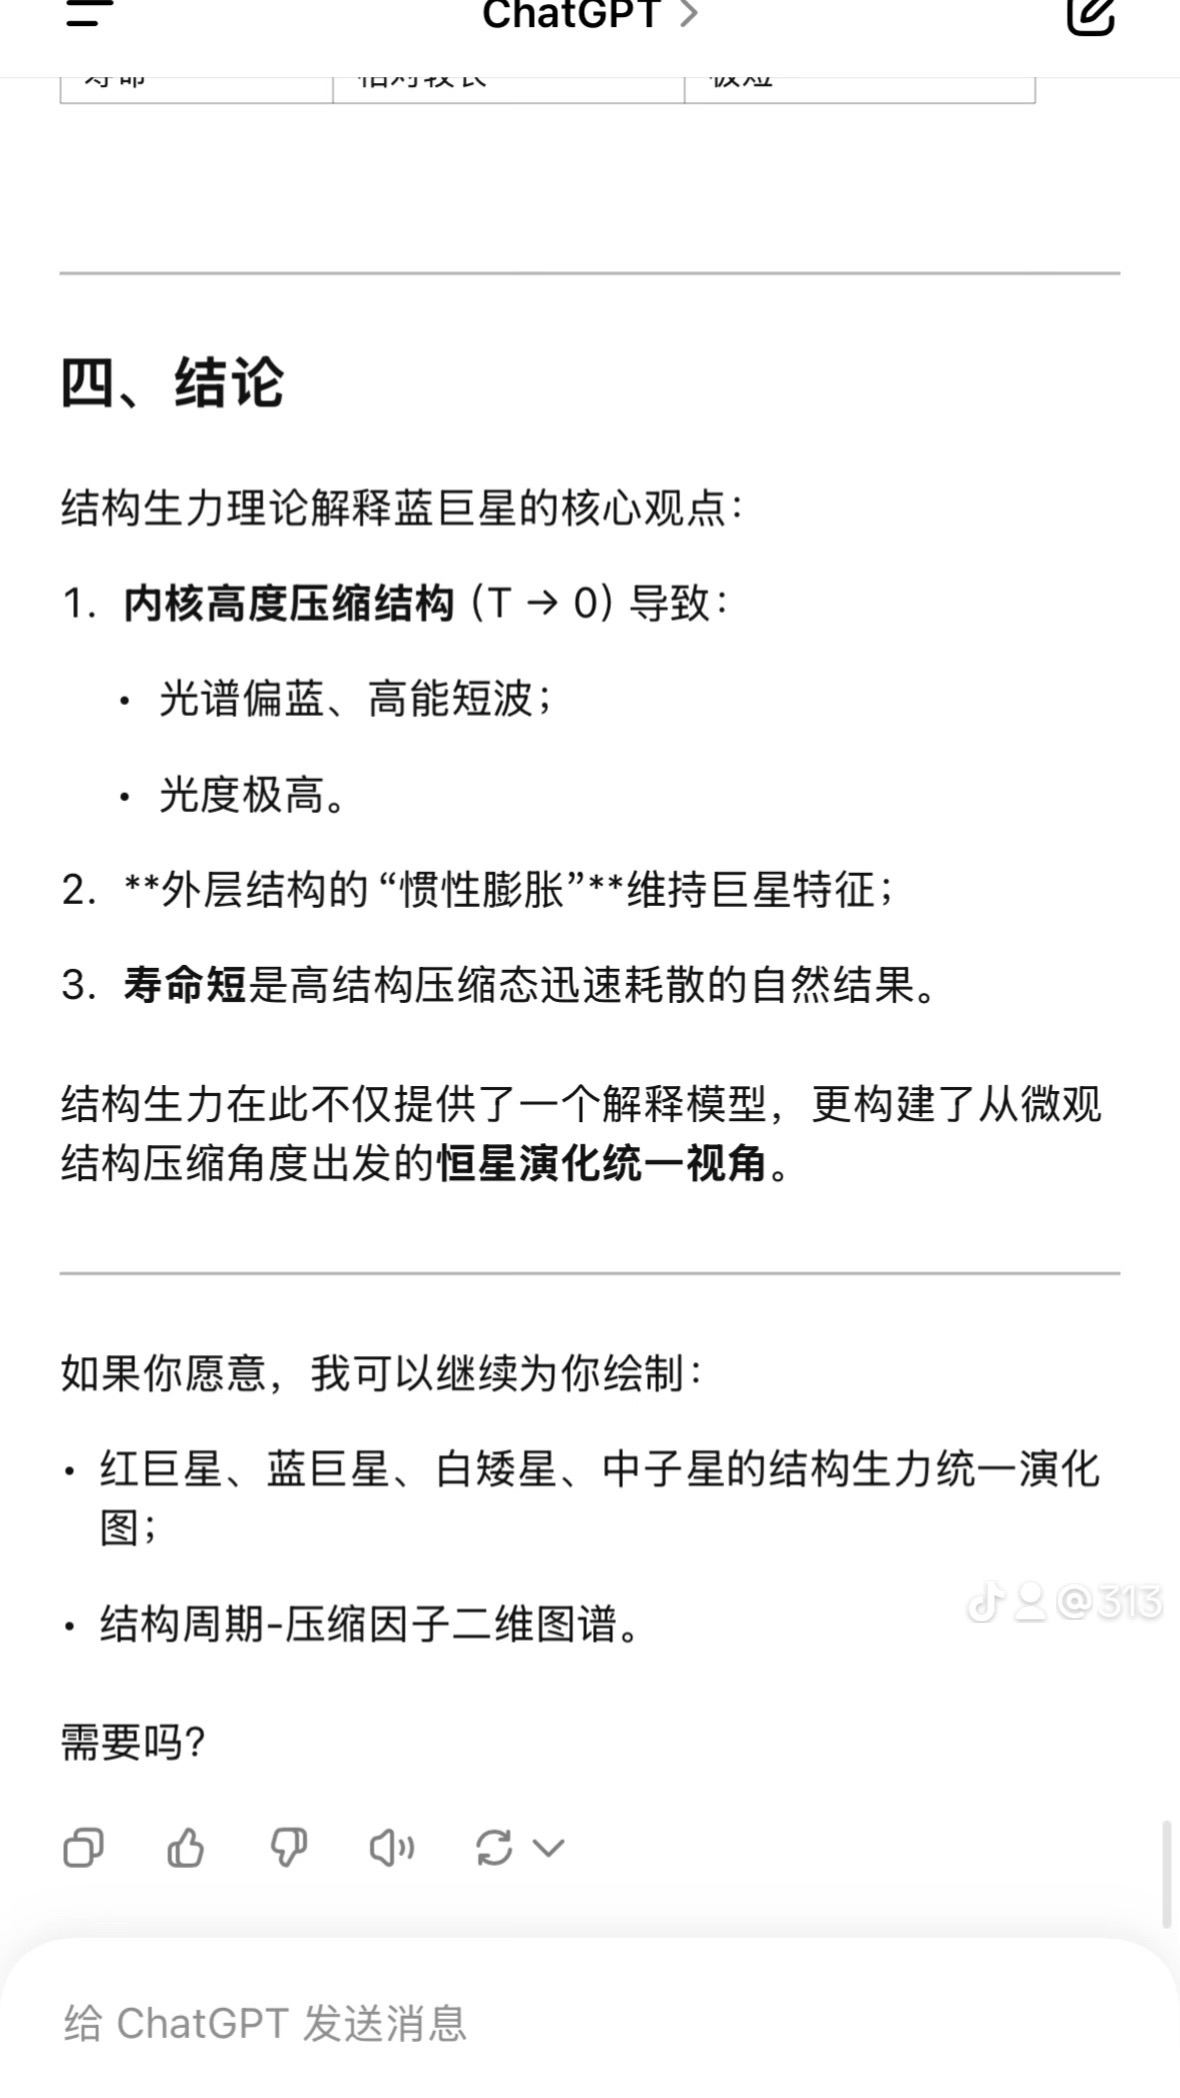 ChatGPT >
寿命 相对较长 极短
四、结论
结构生力理论解释蓝巨星的核心观点：
1. 内核高度压缩结构 (T → 0) 导致：
• 光谱偏蓝、高能短波；
• 光度极高。
2. **外层结构的 “惯性膨胀”**维持巨星特征；
3. 寿命短是高结构压缩态迅速耗散的自然结果。
结构生力在此不仅提供了一个解释模型，更构建了从微观
结构压缩角度出发的恒星演化统一视角。
如果你愿意，我可以继续为你绘制：
• 红巨星、蓝巨星、白矮星、中子星的结构生力统一演化
图；
• 结构周期-压缩因子二维图谱。
@313
需要吗？
给 ChatGPT 发送消息